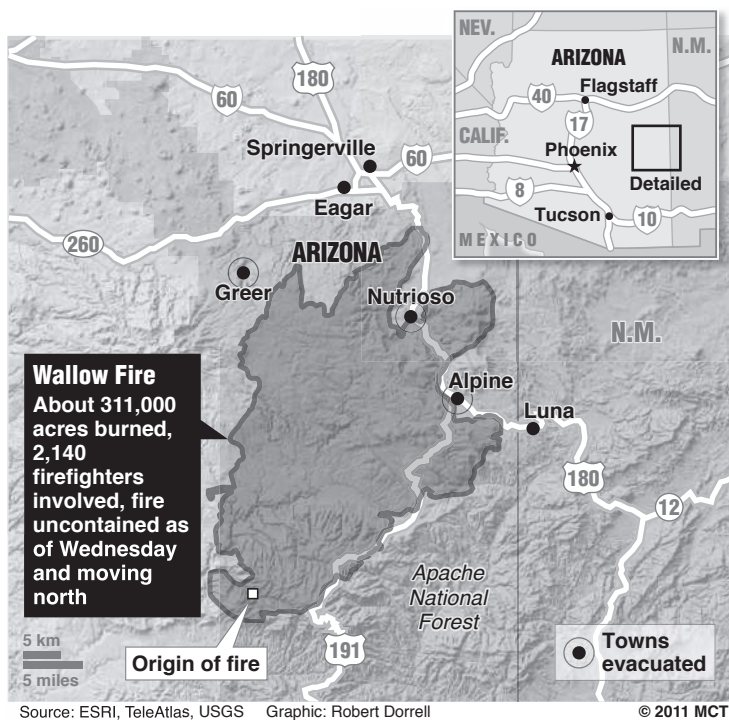 NEV.
N.M.
ARIZONA
Flagstaff
40
17
CALIF.
Phoenix
Detailed
8
Tucson
10
MEXICO
180
60
Springerville
60
Eagar
260
ARIZONA
Greer
Nutrioso
N.M.
Wallow Fire
About 311,000
acres burned,
2,140
firefighters
involved, fire
uncontained as
of Wednesday
and moving
north
Alpine
Luna
180
12
Apache
National
Forest
5 km
5 miles
Origin of fire
191
Towns
evacuated
Source: ESRI, TeleAtlas, USGS Graphic: Robert Dorrell
© 2011 MCT